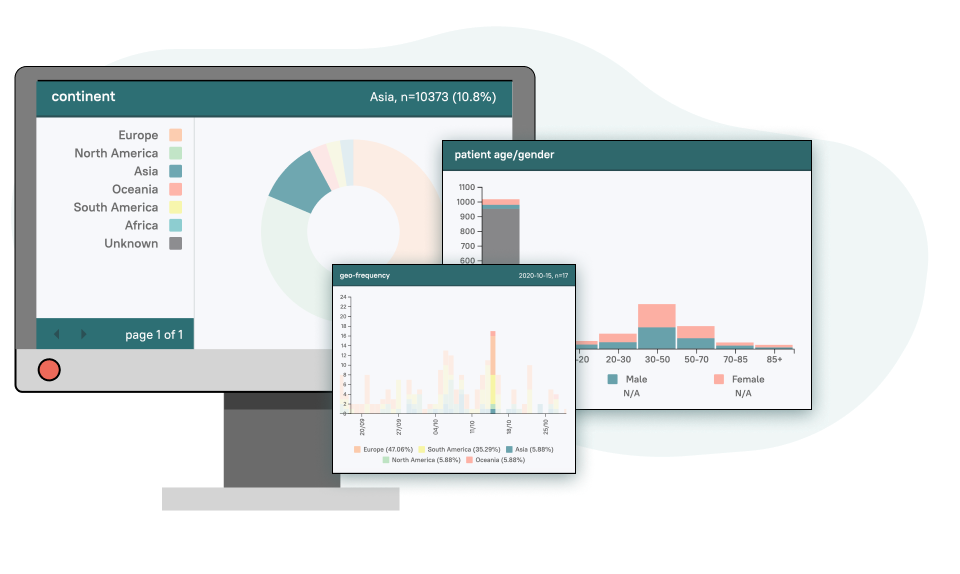 continent
Asia, n=10373 (10.8%)
Europe
North America
Asia
Oceania
South America
Africa
Unknown
page 1 of 1
patient age/gender
1100
1000
900
800
700
600
-20 20-30 30-50 50-70 70-85 85+
Male Female
N/A N/A
geo-frequency 2020-10-15, n=17
24
22
20
18
16
14
12
10
8
6
4
2
0
20/09 27/09 04/10 11/10 18/10 25/10
Europe (47.06%) South America (35.29%) Asia (5.88%)
North America (5.88%) Oceania (5.88%)